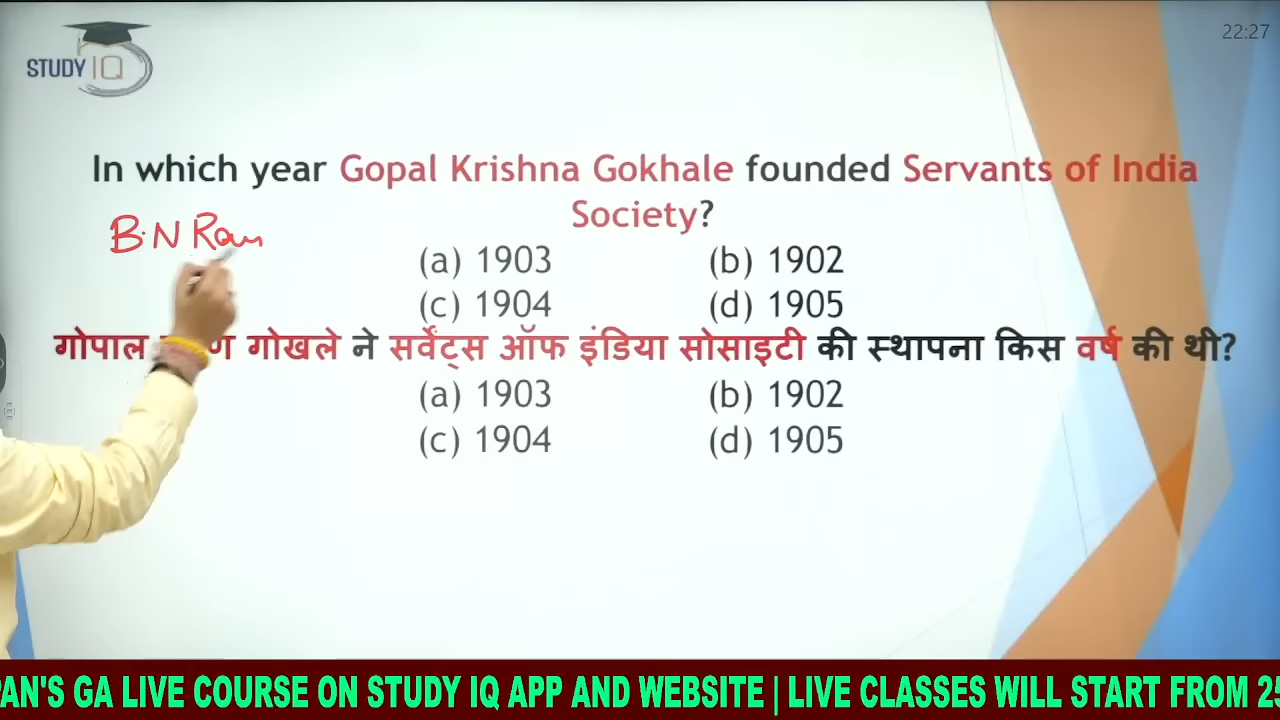 22:27
STUDY IQ
In which year Gopal Krishna Gokhale founded Servants of India
Society?
B.N Rau
(a) 1903 (b) 1902
(c) 1904 (d) 1905
गोपाल गोखले ने सर्वेंट्स ऑफ इंडिया सोसाइटी की स्थापना किस वर्ष की थी?
(a) 1903 (b) 1902
(c) 1904 (d) 1905
PAN'S GA LIVE COURSE ON STUDY IQ APP AND WEBSITE | LIVE CLASSES WILL START FROM 25